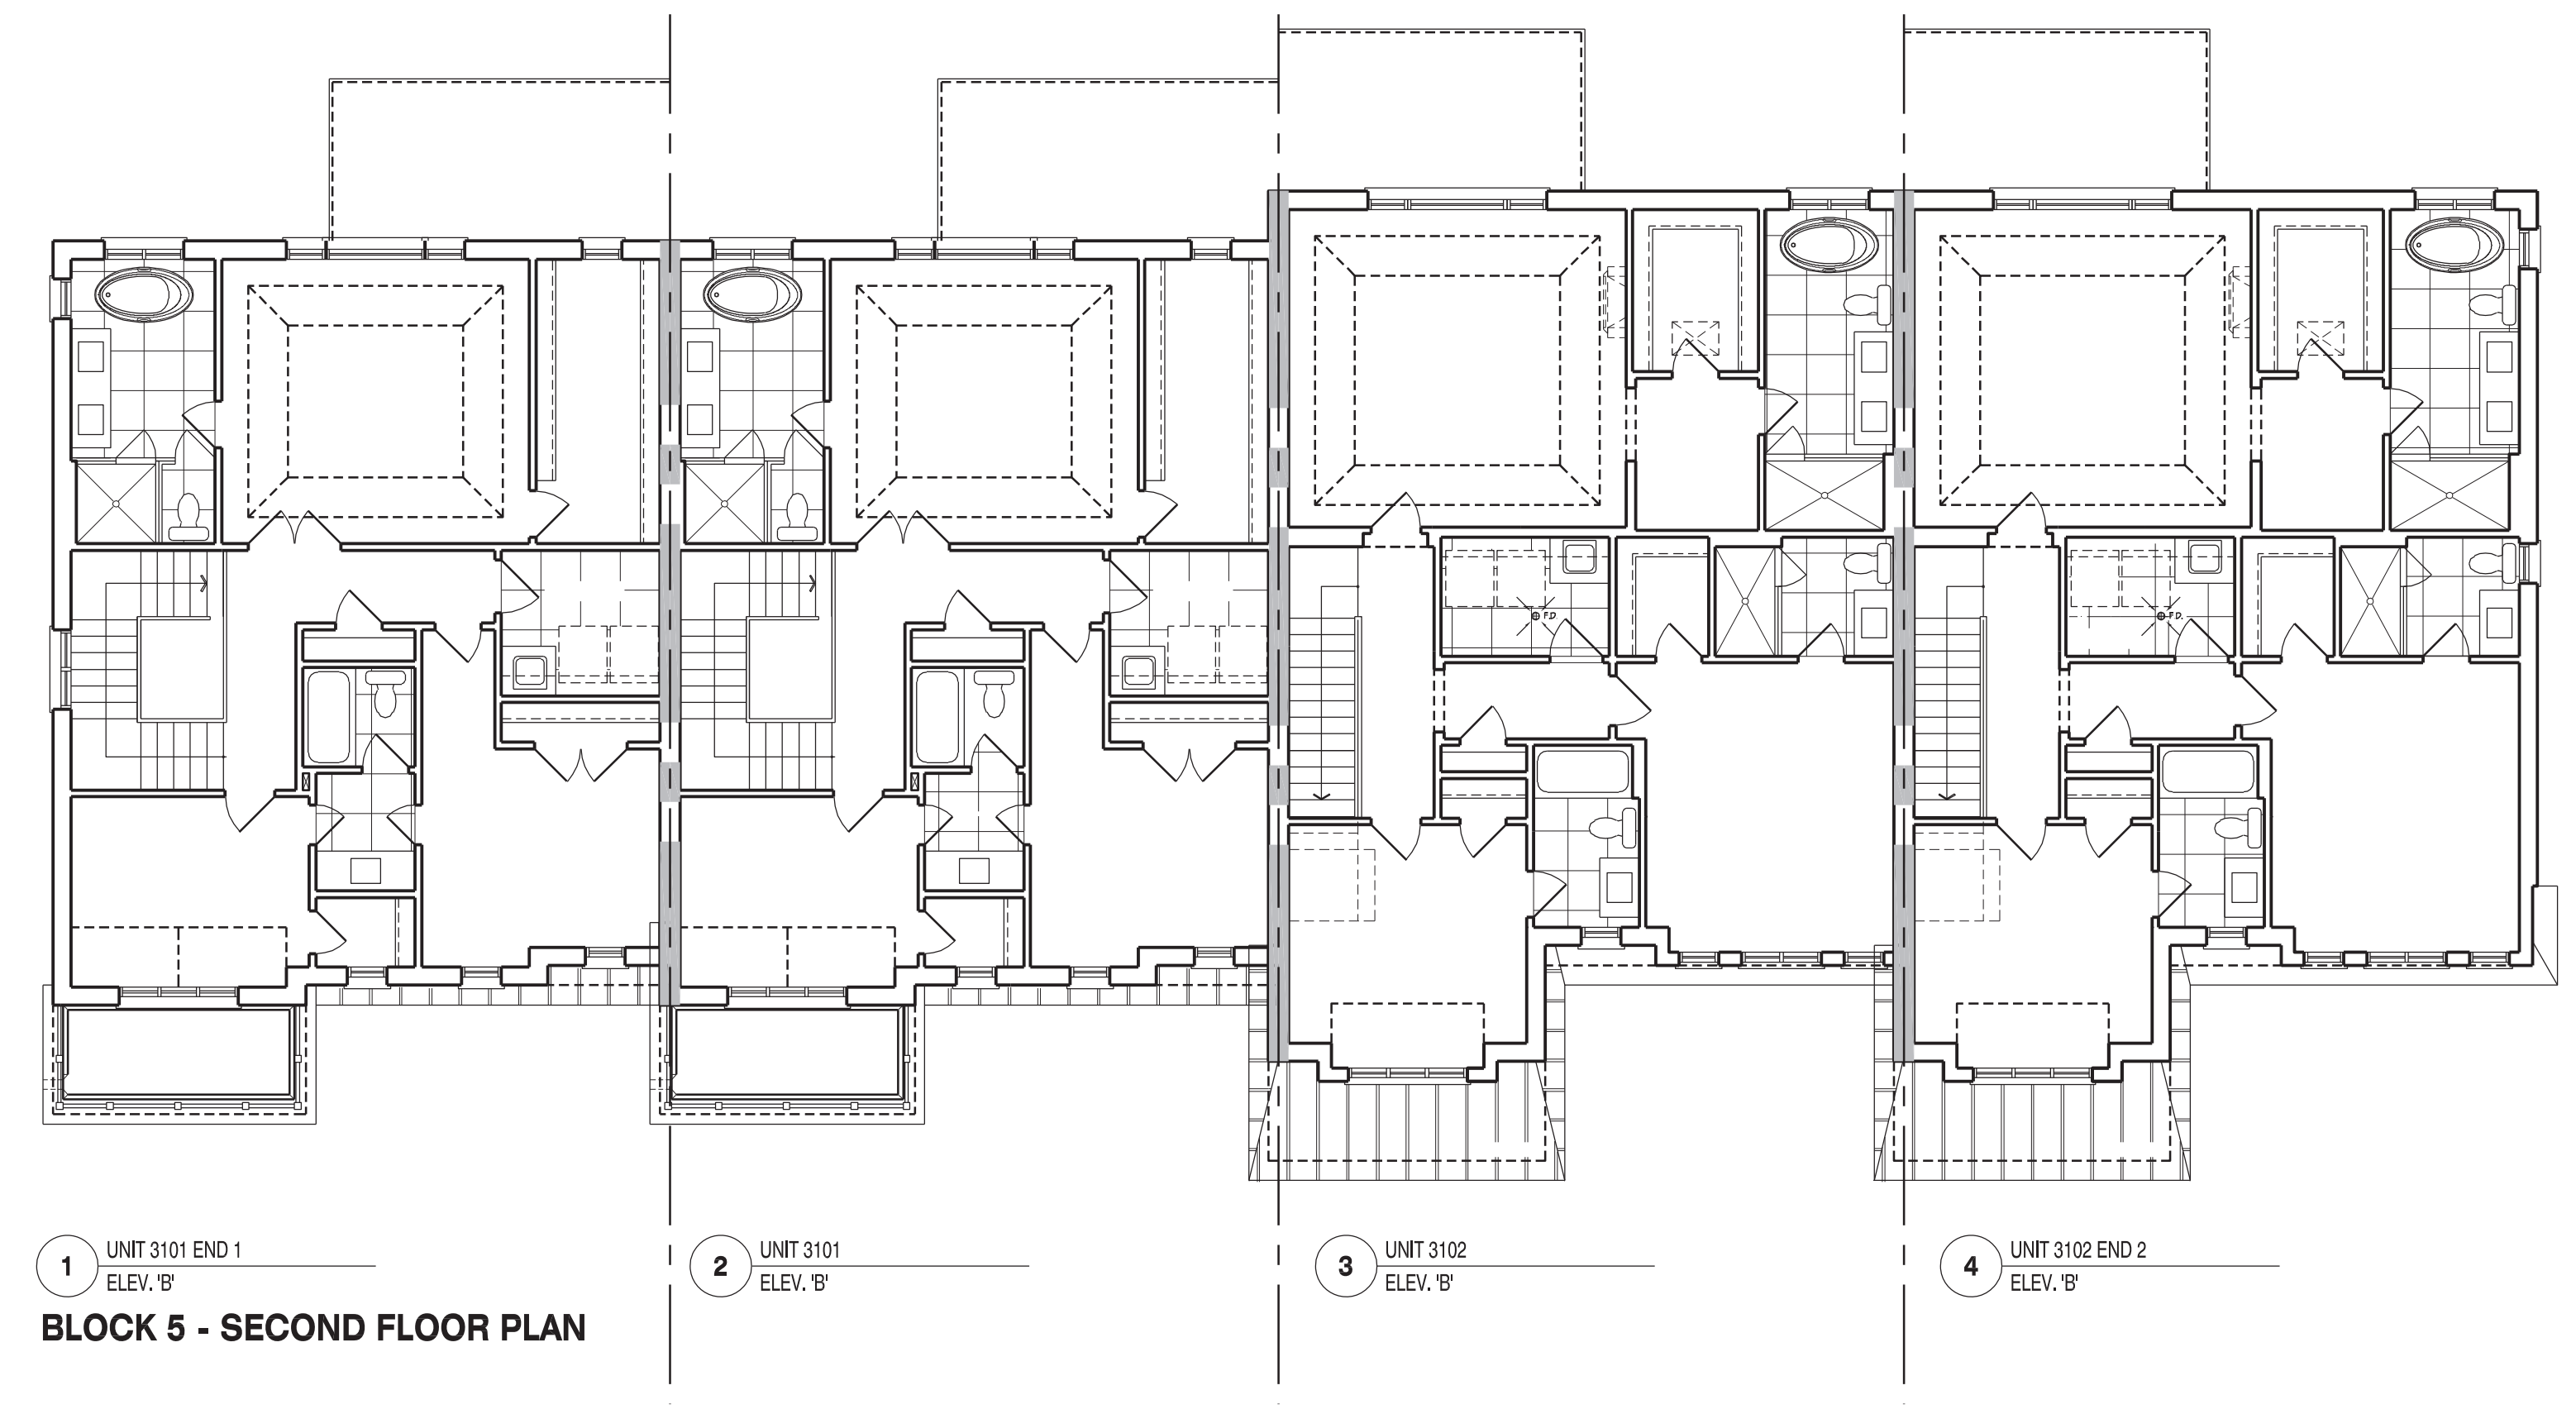 F.D.
F.D.
1
UNIT 3101 END 1
ELEV. 'B'
2
UNIT 3101
ELEV. 'B'
3
UNIT 3102
ELEV. 'B'
4
UNIT 3102 END 2
ELEV. 'B'
BLOCK 5 - SECOND FLOOR PLAN